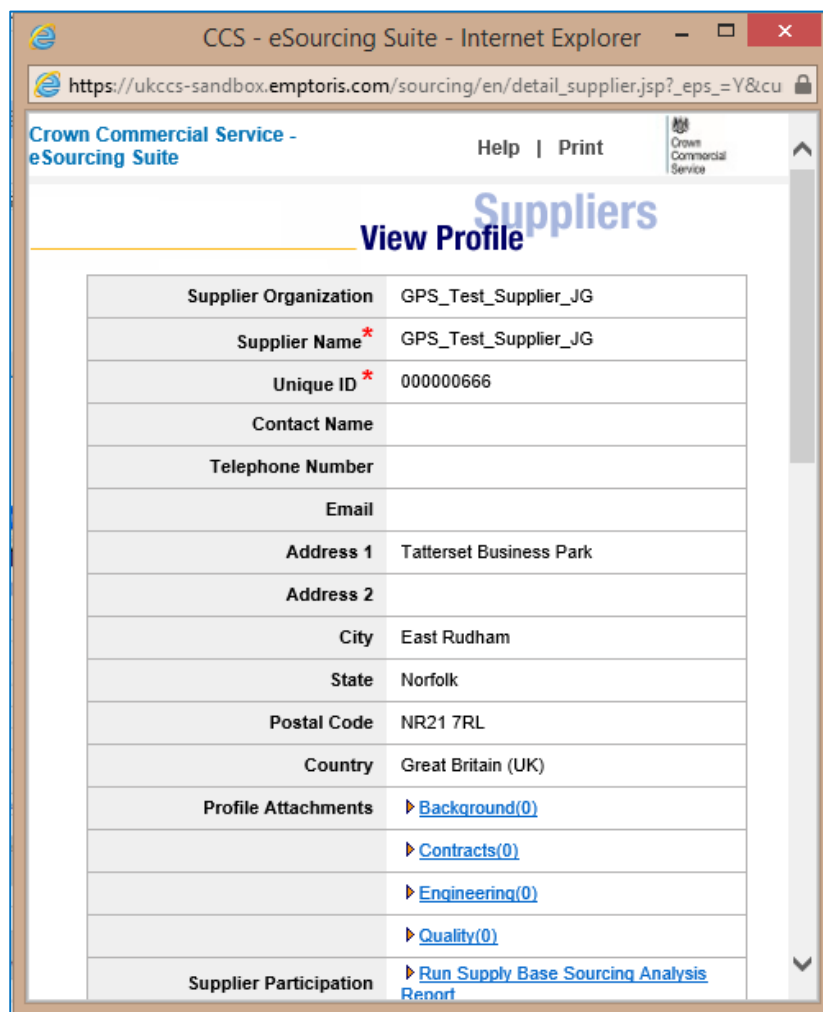 CCS - eSourcing Suite - Internet Explorer
https://ukccs-sandbox.emptoris.com/sourcing/en/detail_supplier.jsp?_eps_=Y&cu
Crown Commercial Service -
eSourcing Suite
Help | Print
Crown
Commercial
Service
Suppliers
View Profile
Supplier Organization GPS_Test_Supplier_JG
Supplier Name* GPS_Test_Supplier_JG
Unique ID * 000000666
Contact Name
Telephone Number
Email
Address 1 Tatterset Business Park
Address 2
City East Rudham
State Norfolk
Postal Code NR21 7RL
Country Great Britain (UK)
Profile Attachments Background(0)
Contracts(0)
Engineering(0)
Quality(0)
Supplier Participation Run Supply Base Sourcing Analysis
Report